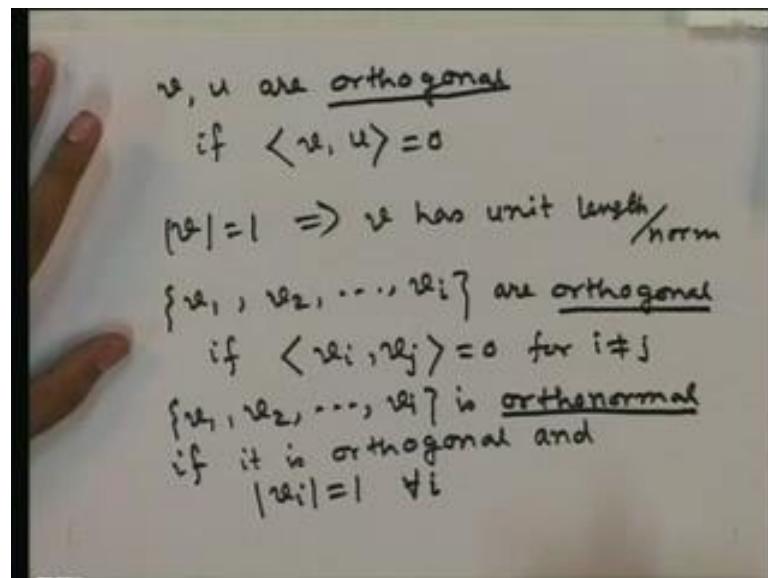 v, u are orthogonal
if <v, u> = 0
|v| = 1 => v has unit length/norm
{v₁, v₂, ..., vᵢ} are orthogonal
if <vᵢ, vⱼ> = 0 for i ≠ j
{v₁, v₂, ..., vᵢ} is orthonormal
if it is orthogonal and
|vᵢ| = 1 ∀i